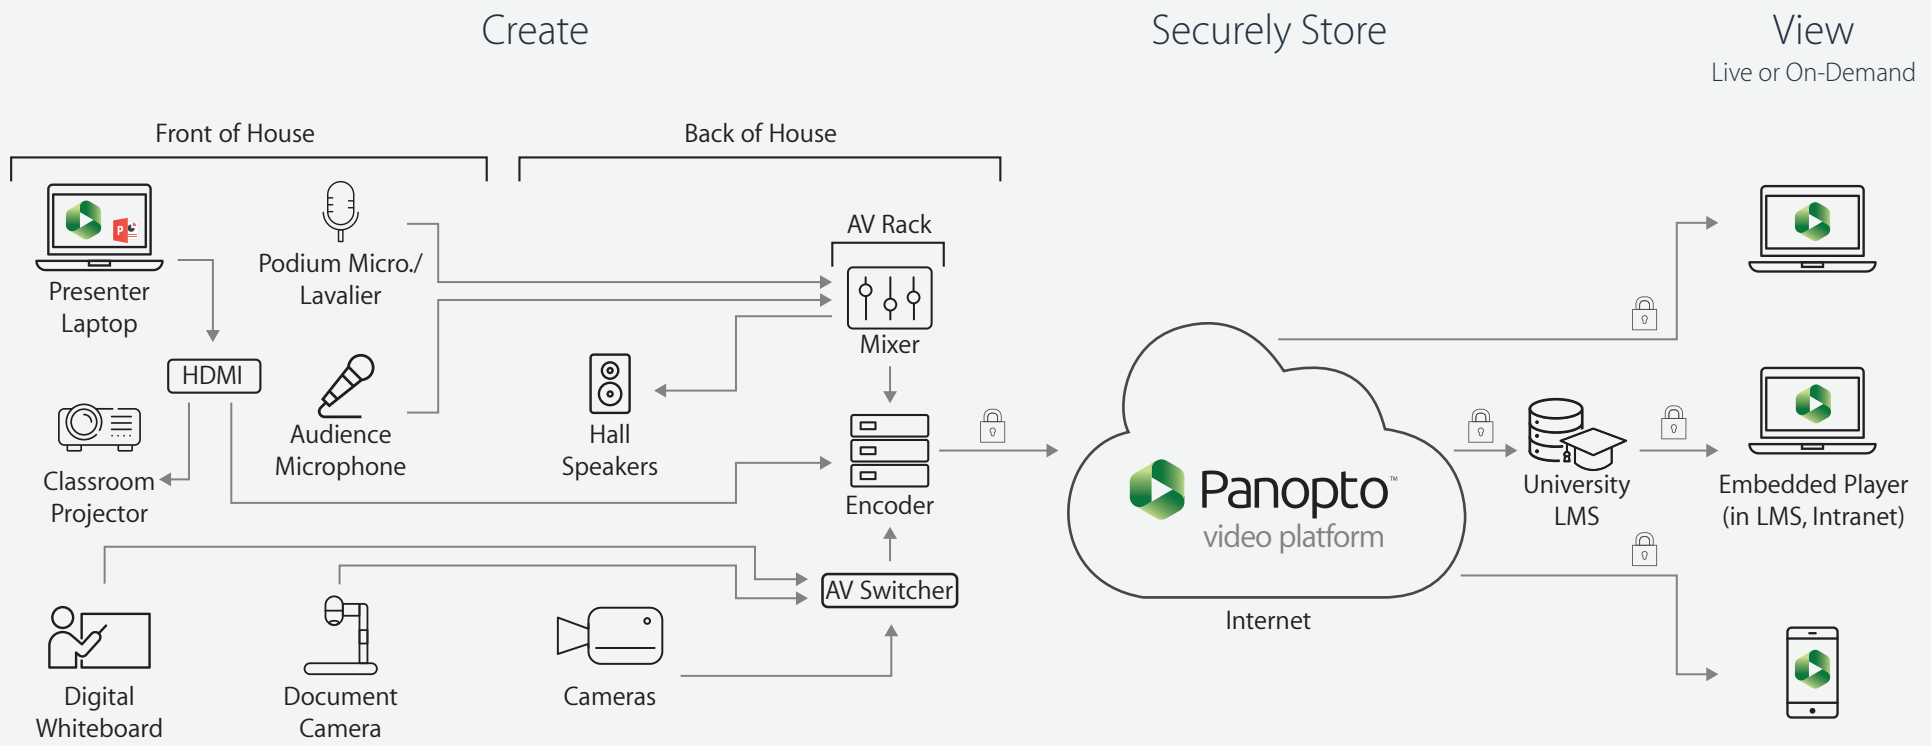 Create
Securely Store
View
Live or On-Demand
Front of House
Back of House
P
Presenter
Laptop
Podium Micro./
Lavalier
AV Rack
Mixer
HDMI
Classroom
Projector
Audience
Microphone
Hall
Speakers
Encoder
Panopto™
video platform
Internet
University
LMS
Embedded Player
(in LMS, Intranet)
AV Switcher
Digital
Whiteboard
Document
Camera
Cameras